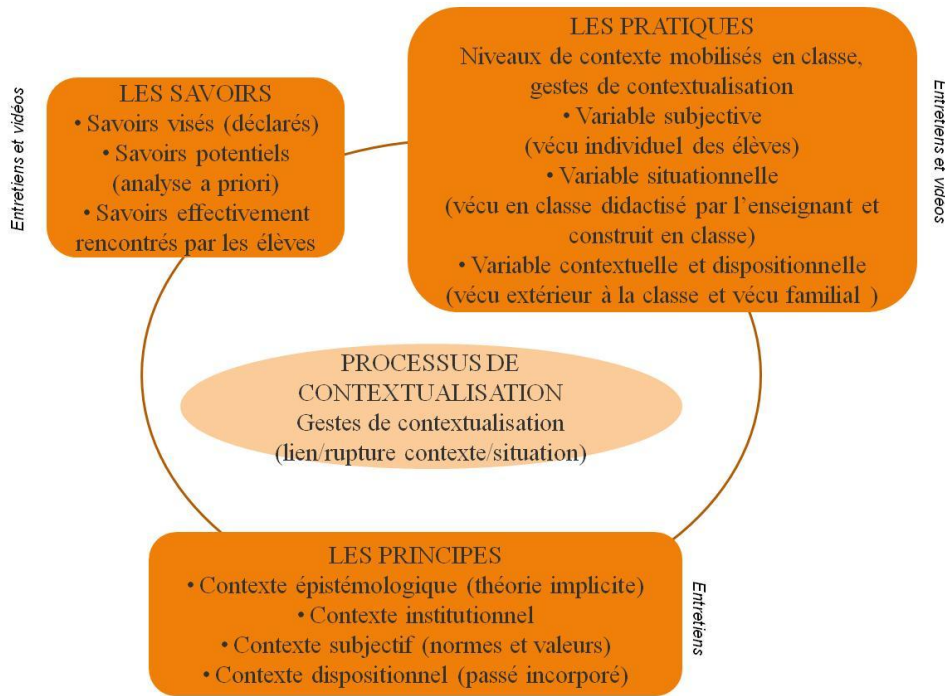 LES PRATIQUES
Niveaux de contexte mobilisés en classe,
gestes de contextualisation
• Variable subjective
(vécu individuel des élèves)
• Variable situationnelle
(vécu en classe didactisé par l'enseignant et
construit en classe)
• Variable contextuelle et dispositionnelle
(vécu extérieur à la classe et vécu familial )
Entretiens et vidéos
LES SAVOIRS
• Savoirs visés (déclarés)
• Savoirs potentiels
(analyse a priori)
• Savoirs effectivement
rencontrés par les élèves
Entretiens et vidéos
PROCESSUS DE
CONTEXTUALISATION
Gestes de contextualisation
(lien/rupture contexte/situation)
LES PRINCIPES
• Contexte épistémologique (théorie implicite)
• Contexte institutionnel
• Contexte subjectif (normes et valeurs)
• Contexte dispositionnel (passé incorporé)
Entretiens